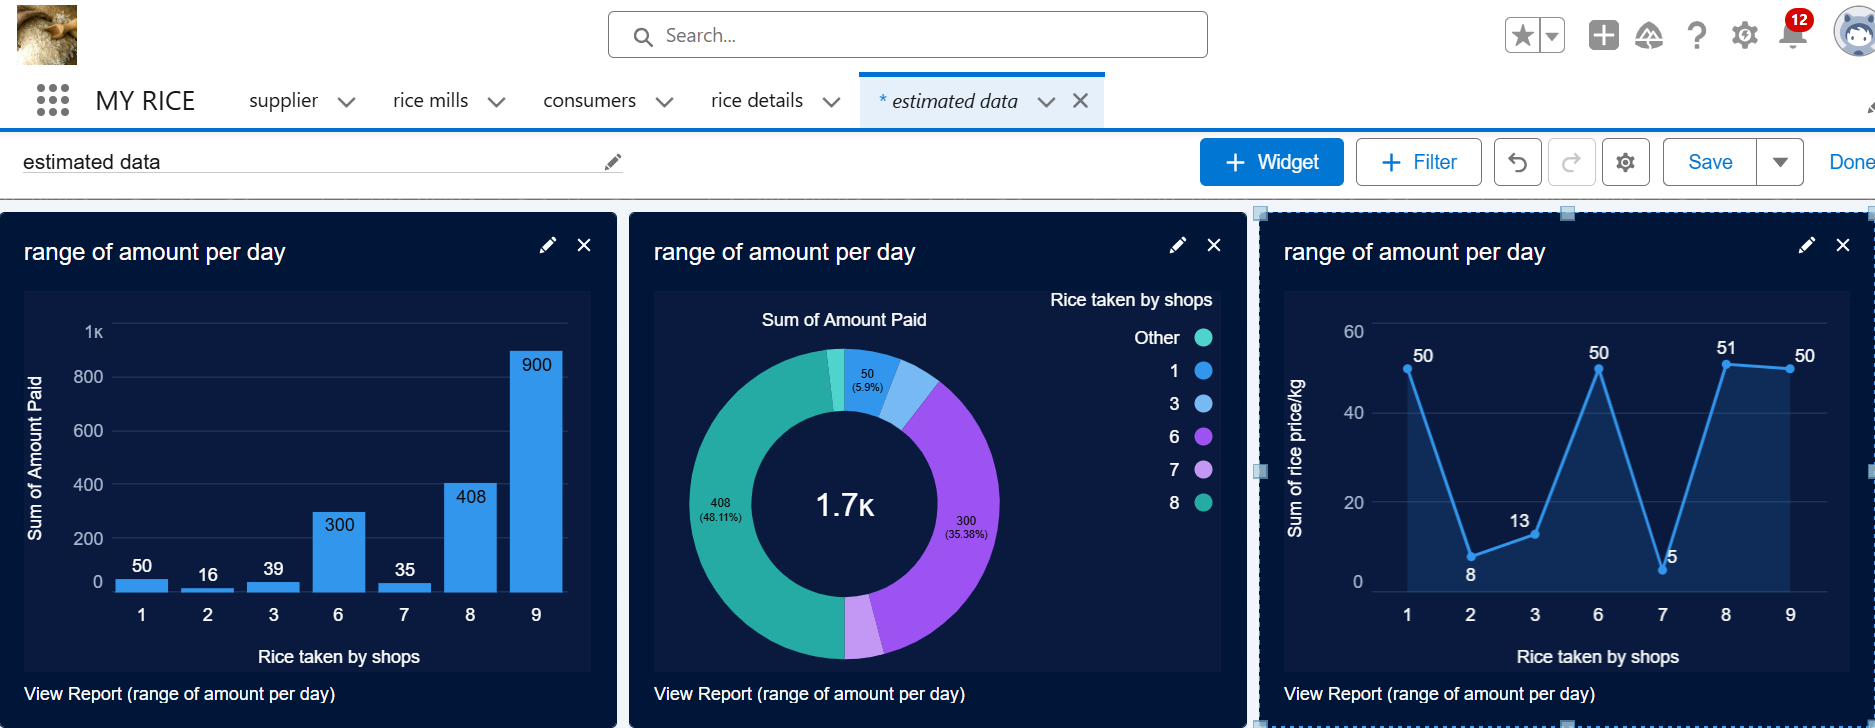 Search...
12
MY RICE
supplier
rice mills
consumers
rice details
* estimated data
estimated data
+ Widget
+ Filter
Save
Done
range of amount per day
Sum of Amount Paid
1K
800
600
400
200
0
50
16
39
300
35
408
900
1 2 3 6 7 8 9
Rice taken by shops
View Report (range of amount per day)
range of amount per day
Rice taken by shops
Sum of Amount Paid
Other
1
3
6
7
8
50
(5.9%)
408
(48.11%)
1.7K
300
(35.38%)
View Report (range of amount per day)
range of amount per day
Sum of rice price/kg
60
40
20
0
50
8
13
50
5
51
50
1 2 3 6 7 8 9
Rice taken by shops
View Report (range of amount per day)